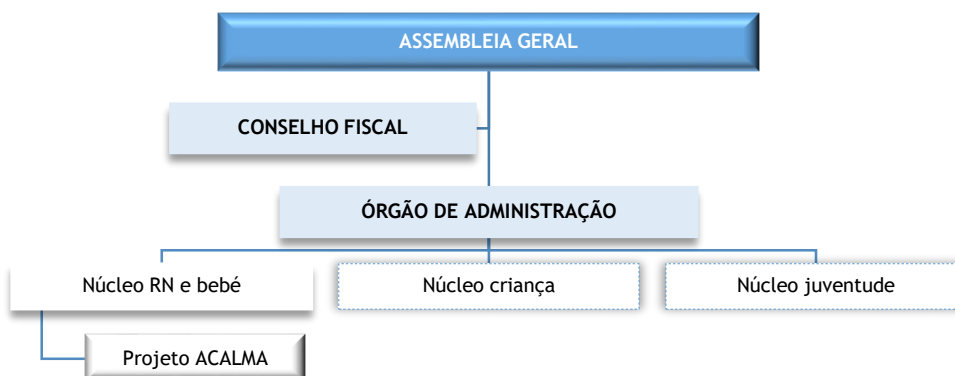 ASSEMBLEIA GERAL
CONSELHO FISCAL
ÓRGÃO DE ADMINISTRAÇÃO
Núcleo RN e bebé
Núcleo criança
Núcleo juventude
Projeto ACALMA